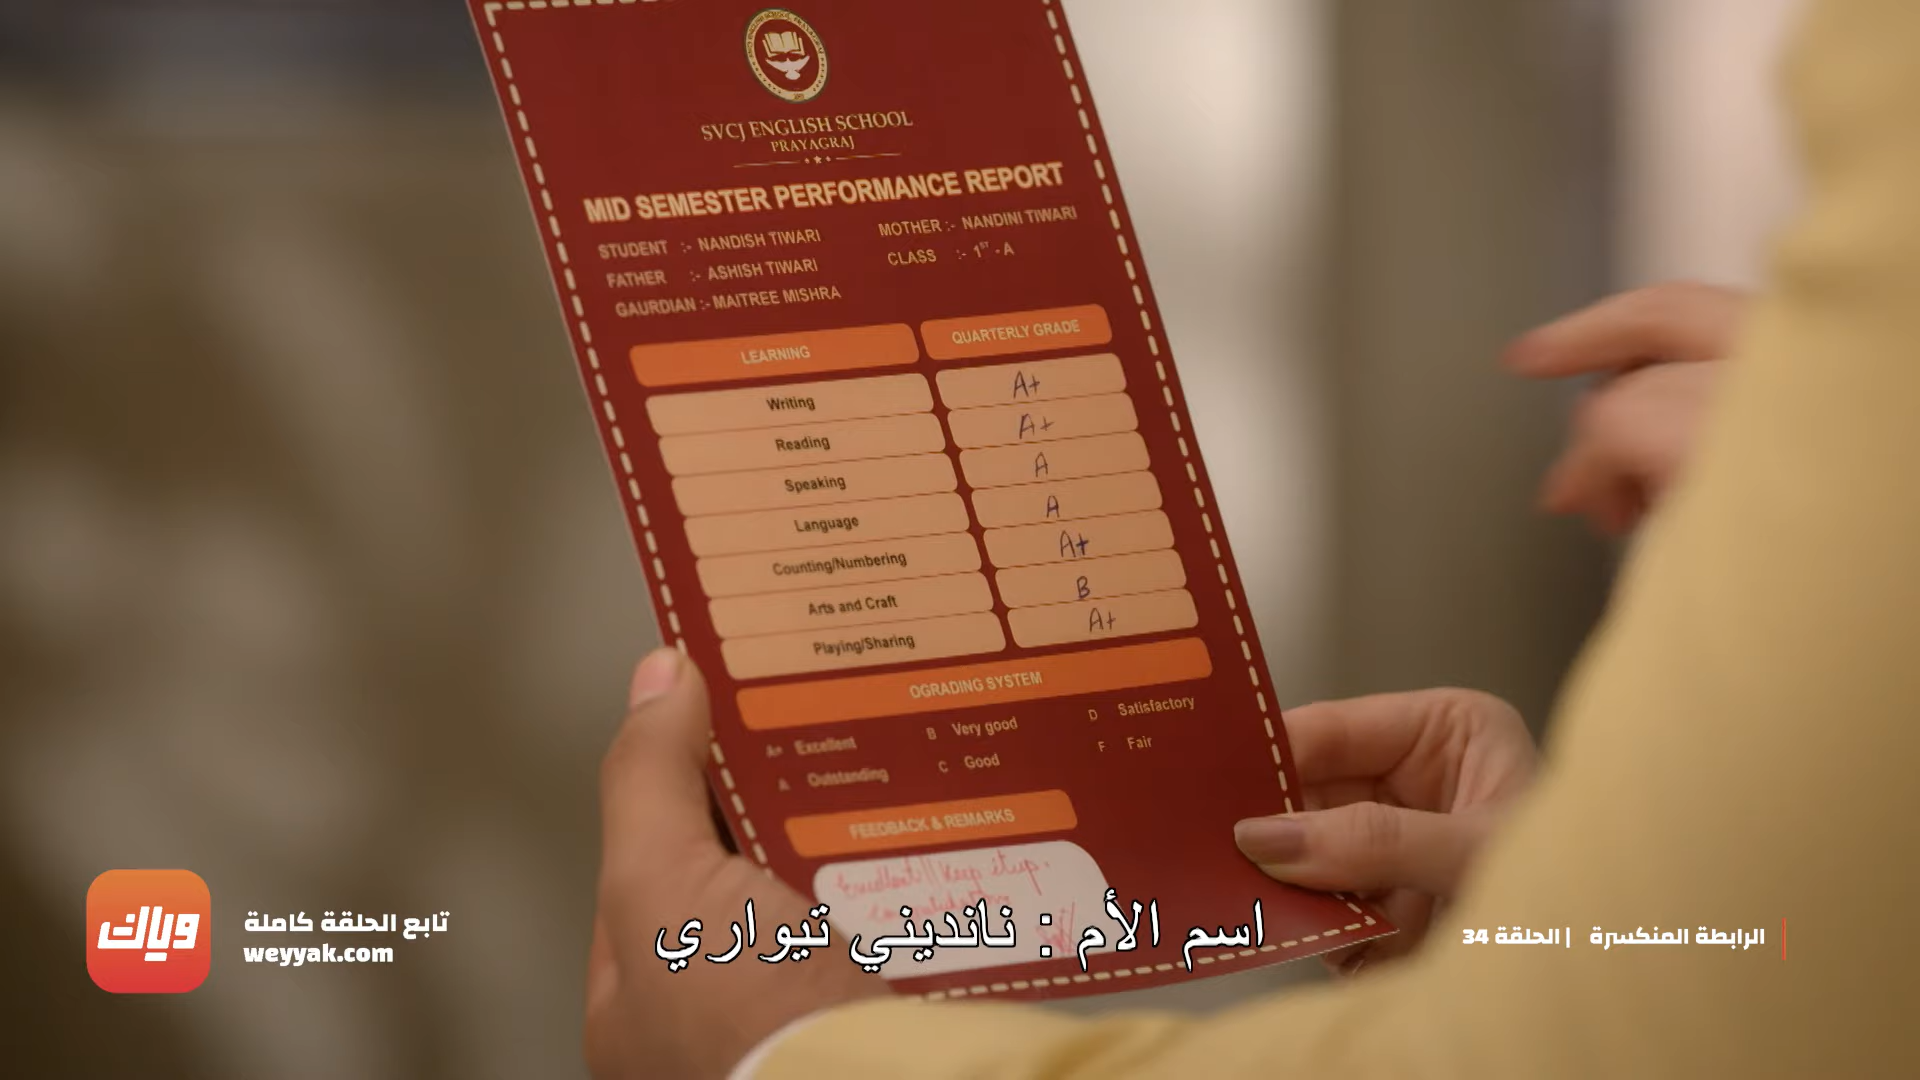 SVCJ ENGLISH SCHOOL
PRAYAGRAJ
MID SEMESTER PERFORMANCE REPORT
STUDENT :- NANDISH TIWARI
MOTHER :- NANDINI TIWARI
FATHER :- ASHISH TIWARI
CLASS :- 1ST - A
GAURDIAN :- MAITREE MISHRA
LEARNING QUARTERLY GRADE
Writing A+
Reading A+
Speaking A
Language A
Counting/Numbering A+
Arts and Craft B
Playing/Sharing A+
OGRADING SYSTEM
A+ Excellent B Very good D Satisfactory
A Outstanding C Good F Fair
FEEDBACK & REMARKS
Excellent!! Keep it up.
اسم الأم : نانديني تيواري
وياك
تابع الحلقة كاملة
weyyak.com
الرابطة المنكسرة | الحلقة 34